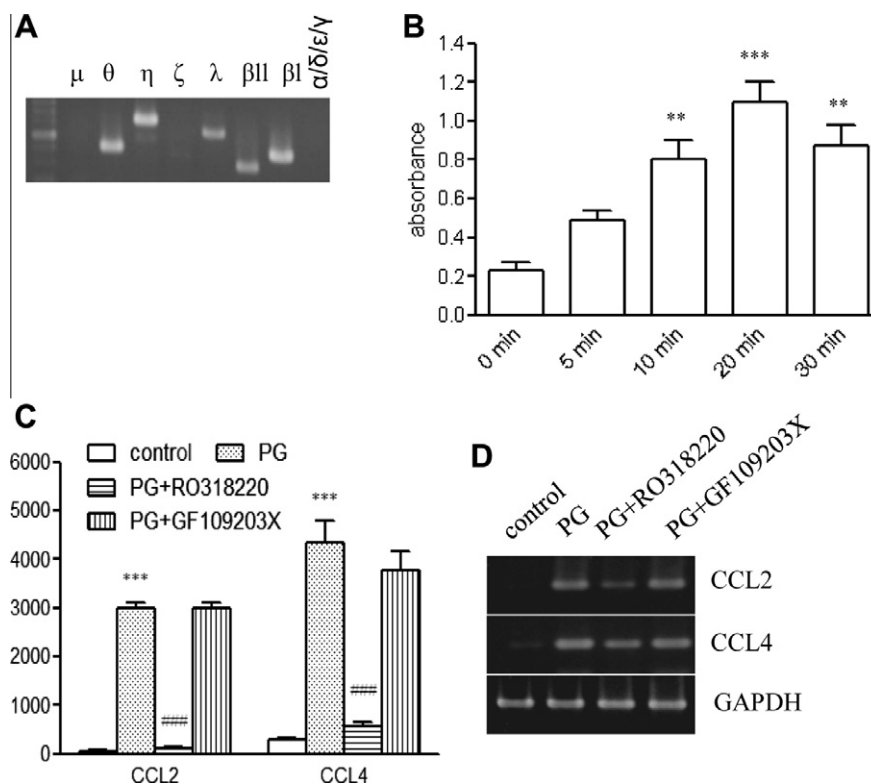 A
μ θ η ζ λ βII βI α/δ/ε/γ
B
absorbance
1.4
1.2
1.0
0.8
0.6
0.4
0.2
0.0
**
***
**
0 min
5 min
10 min
20 min
30 min
C
control PG
PG+RO318220
PG+GF109203X
6000
5000
4000
3000
2000
1000
0
***
###
***
###
CCL2 CCL4
D
control PG PG+RO318220 PG+GF109203X
CCL2
CCL4
GAPDH